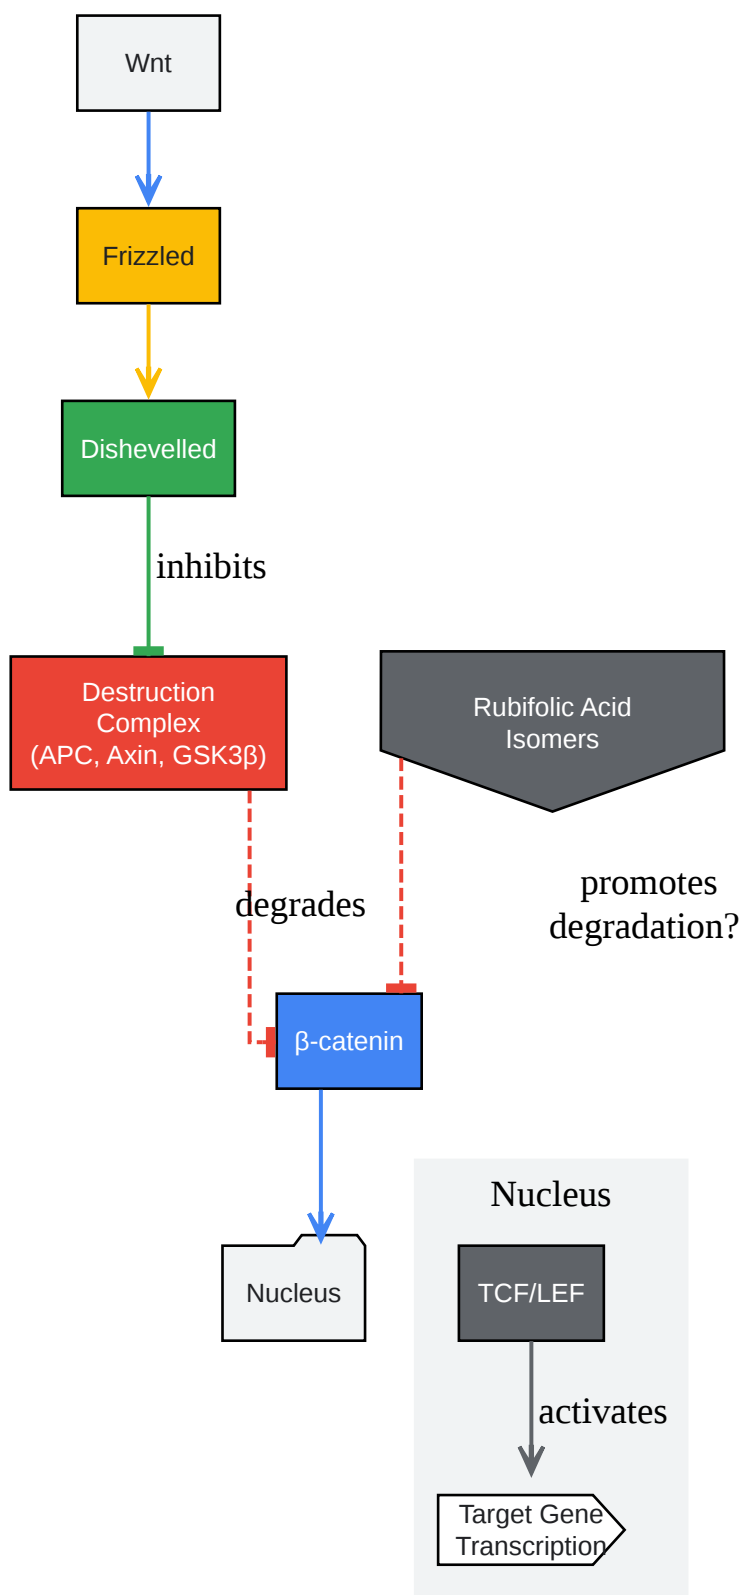 Wnt
Frizzled
Dishevelled
inhibits
Destruction
Complex
(APC, Axin, GSK3β)
Rubifolic Acid
Isomers
degrades
promotes
degradation?
β-catenin
Nucleus
Nucleus
TCF/LEF
activates
Target Gene
Transcription